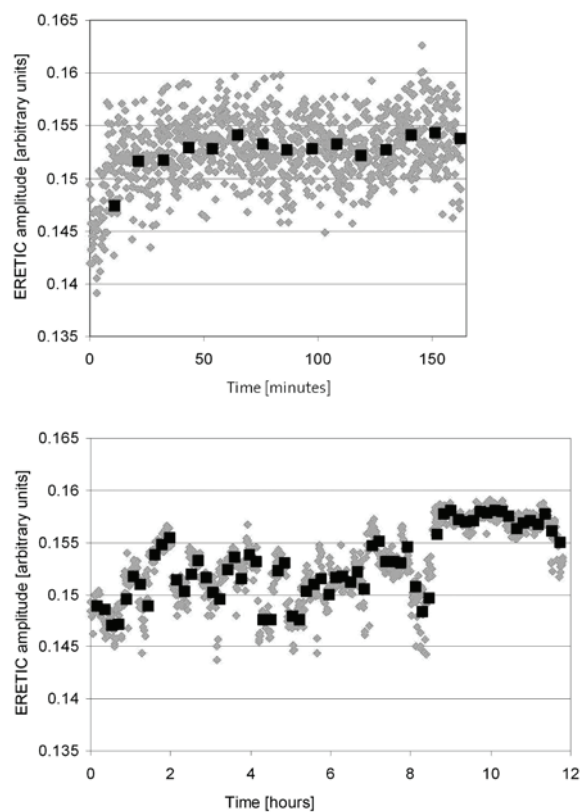 0.165
0.16
0.155
0.15
0.145
0.14
0.135
ERETIC amplitude [arbitrary units]
0 50 100 150
Time [minutes]
0.165
0.16
0.155
0.15
0.145
0.14
0.135
ERETIC amplitude [arbitrary units]
0 2 4 6 8 10 12
Time [hours]